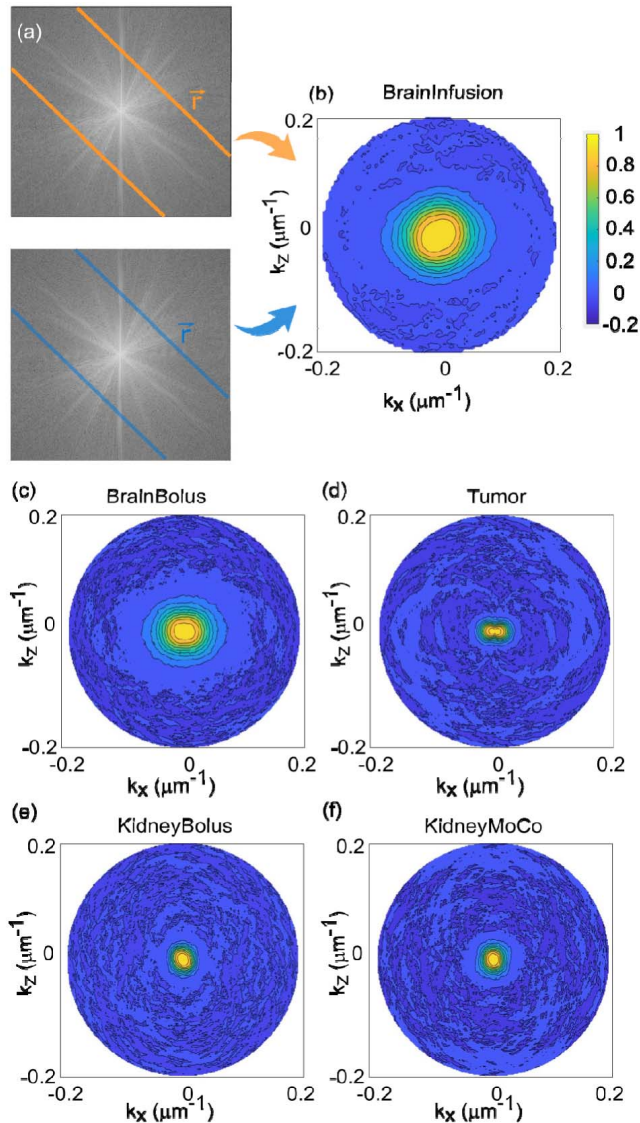 (a)
r
r
(b) BrainInfusion
0.2
0
-0.2
kz (μm-1)
-0.2 0 0.2
kx (μm-1)
1
0.8
0.6
0.4
0.2
0
-0.2
(c) BraInBolus
0.2
0
-0.2
kz (μm-1)
-0.2 0 0.2
kx (μm-1)
(d) Tumor
0.2
0
-0.2
kz (μm-1)
-0.2 0 0.2
kx (μm-1)
(e) KidneyBolus
0.2
0
-0.2
kz (μm-1)
-0.2 0 0.2
kx (μm-1)
(f) KidneyMoCo
0.2
0
-0.2
kz (μm-1)
-0.2 0 0.2
kx (μm-1)